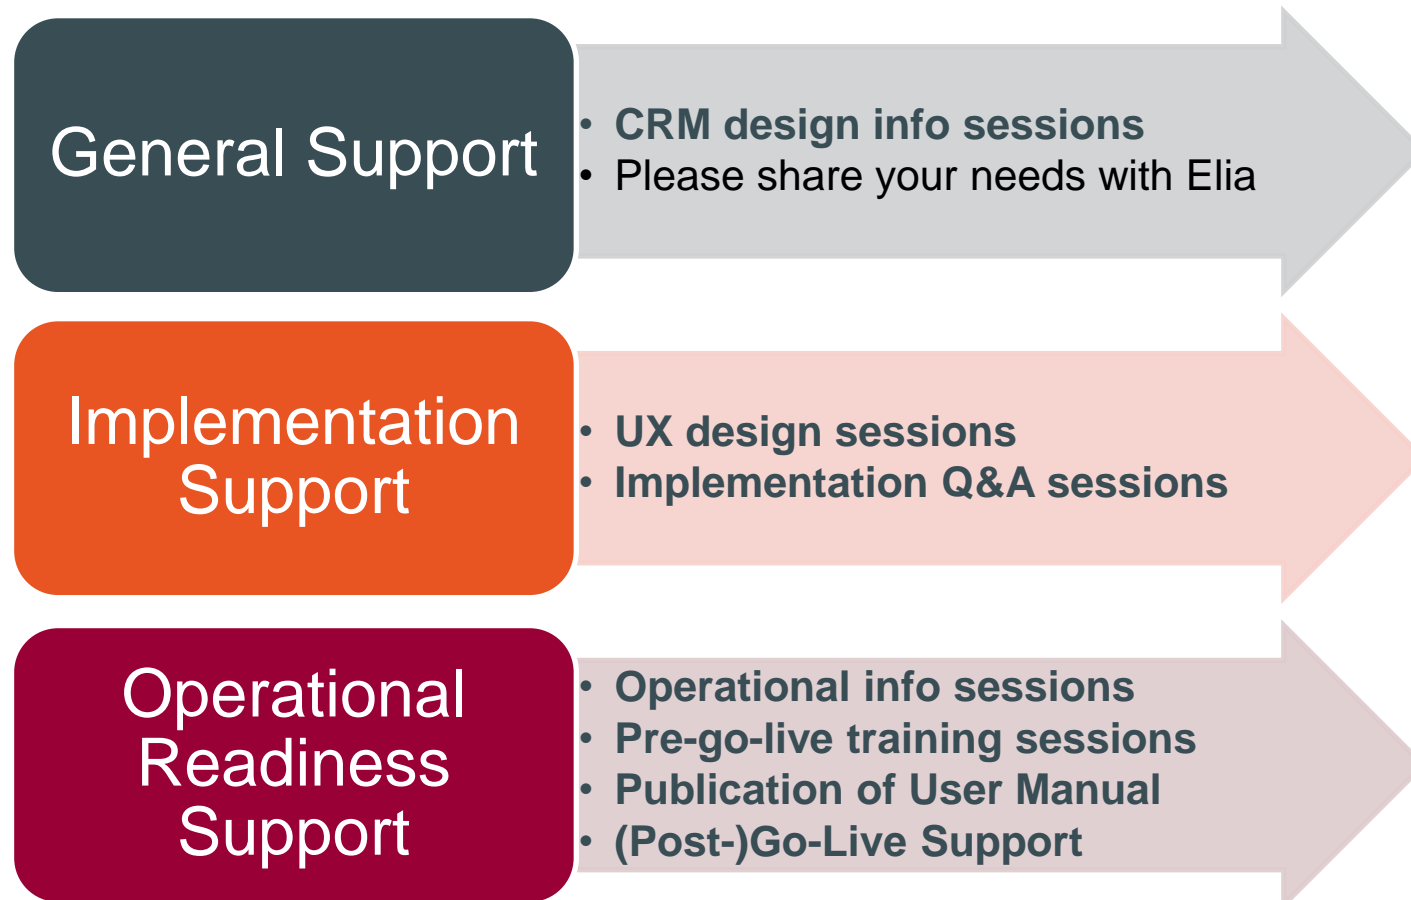 General Support
• CRM design info sessions
• Please share your needs with Elia
Implementation
Support
• UX design sessions
• Implementation Q&A sessions
Operational
Readiness
Support
• Operational info sessions
• Pre-go-live training sessions
• Publication of User Manual
• (Post-)Go-Live Support